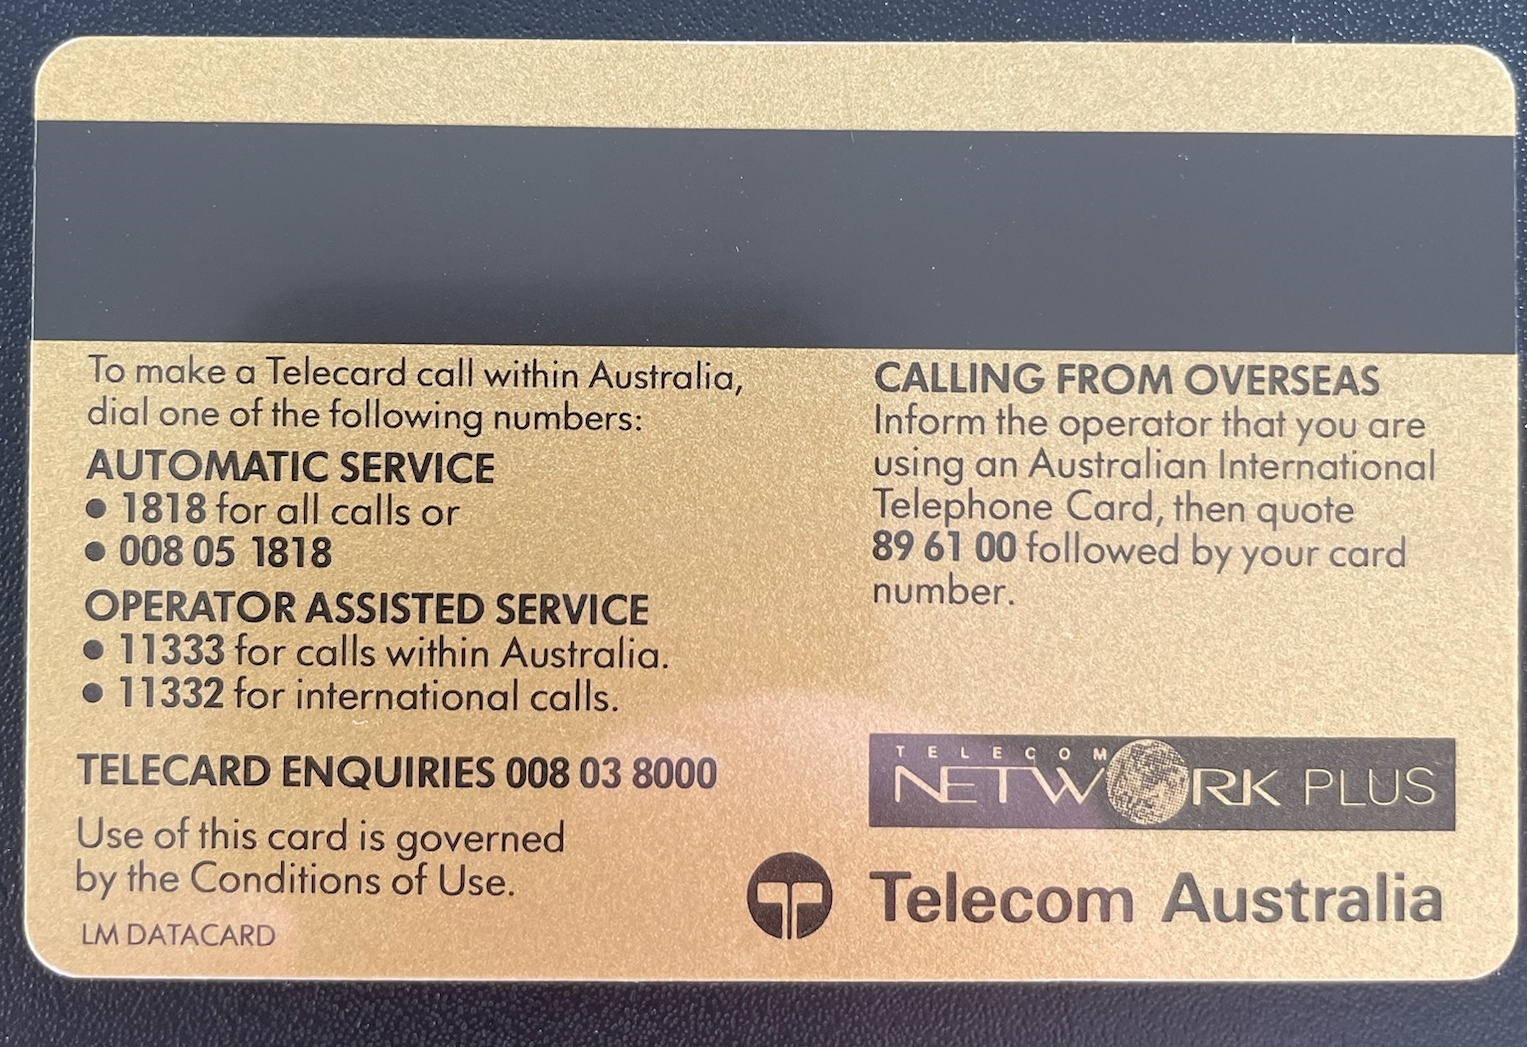 To make a Telecard call within Australia,
dial one of the following numbers:
AUTOMATIC SERVICE
• 1818 for all calls or
• 008 05 1818
OPERATOR ASSISTED SERVICE
• 11333 for calls within Australia.
• 11332 for international calls.
TELECARD ENQUIRIES 008 03 8000
Use of this card is governed
by the Conditions of Use.
LM DATACARD
CALLING FROM OVERSEAS
Inform the operator that you are
using an Australian International
Telephone Card, then quote
89 61 00 followed by your card
number.
TELECOM
NETWORK PLUS
Telecom Australia